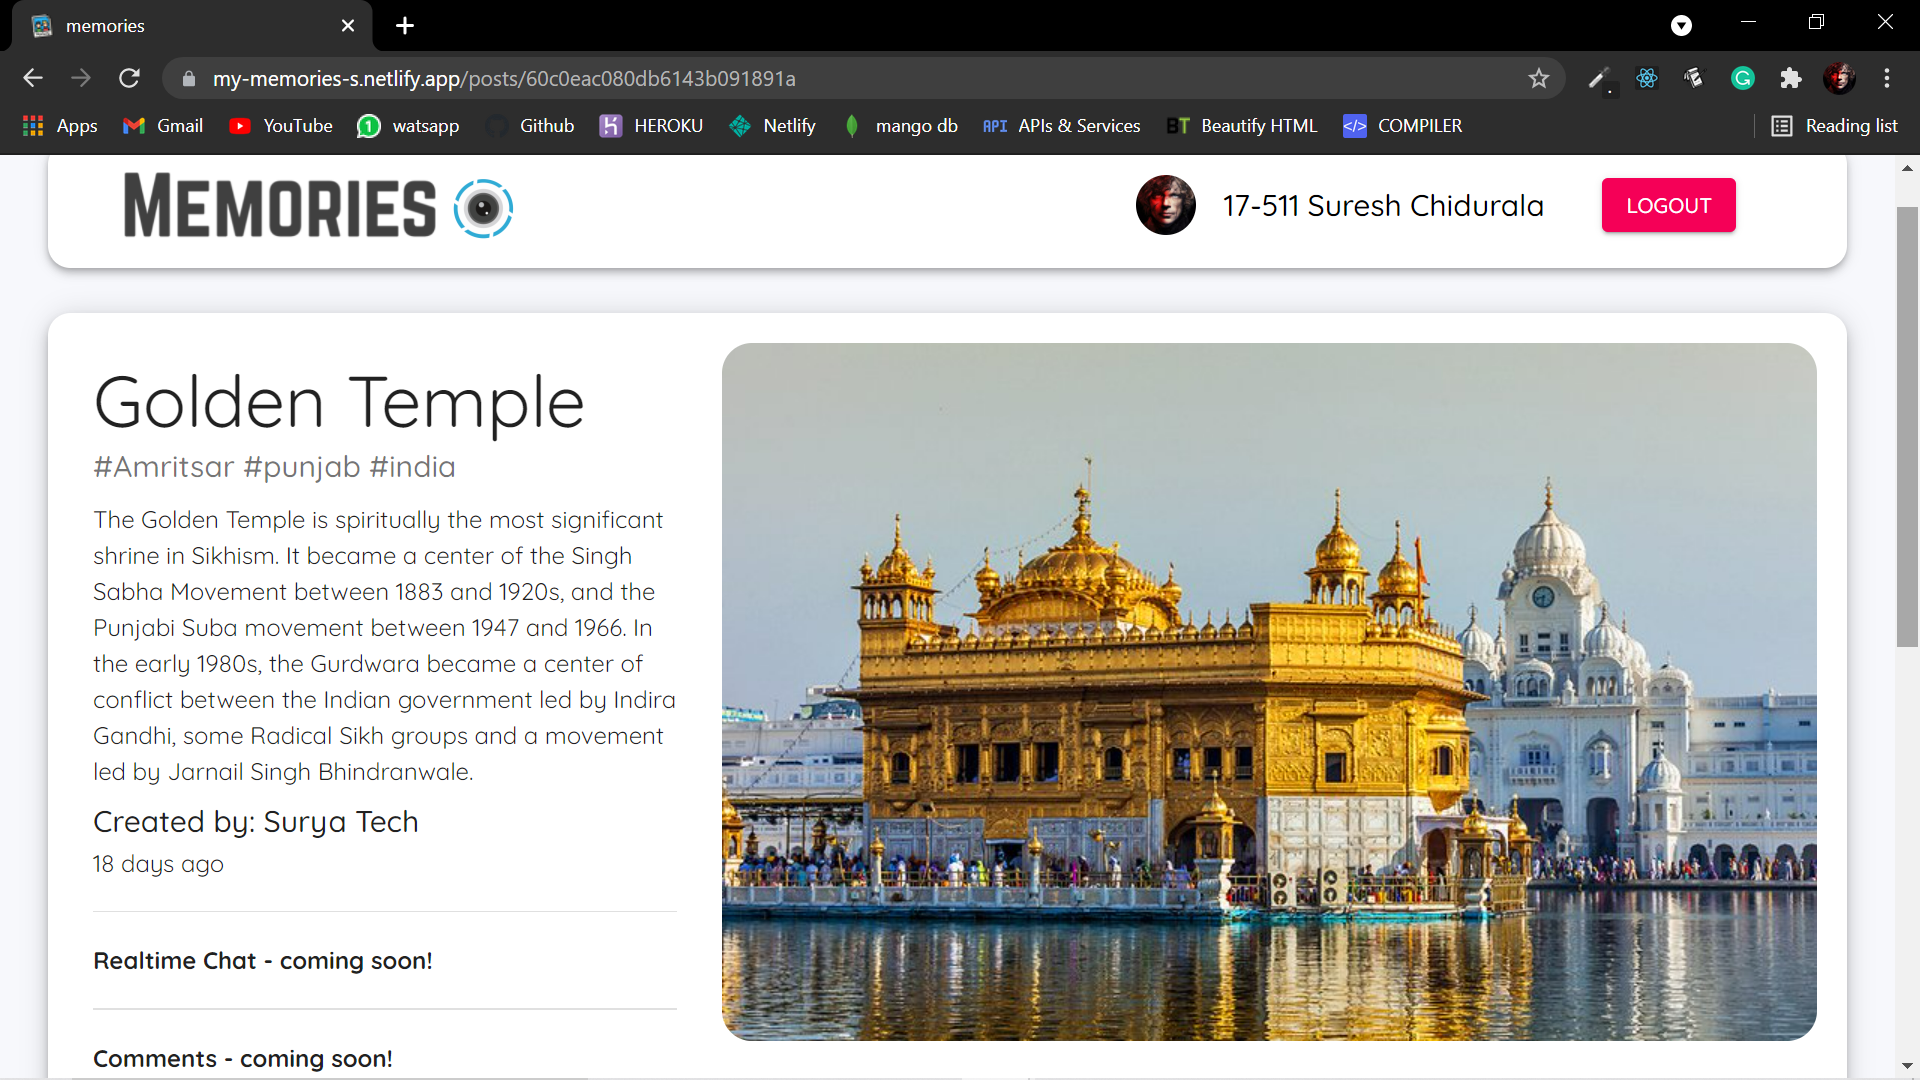 memories
my-memories-s.netlify.app/posts/60c0eac080db6143b091891a
Apps Gmail YouTube 1 watsapp Github HEROKU Netlify mango db API APIs & Services BT Beautify HTML </> COMPILER Reading list
MEMORIES
17-511 Suresh Chidurala
LOGOUT
Golden Temple
#Amritsar #punjab #india
The Golden Temple is spiritually the most significant
shrine in Sikhism. It became a center of the Singh
Sabha Movement between 1883 and 1920s, and the
Punjabi Suba movement between 1947 and 1966. In
the early 1980s, the Gurdwara became a center of
conflict between the Indian government led by Indira
Gandhi, some Radical Sikh groups and a movement
led by Jarnail Singh Bhindranwale.
Created by: Surya Tech
18 days ago
Realtime Chat - coming soon!
Comments - coming soon!